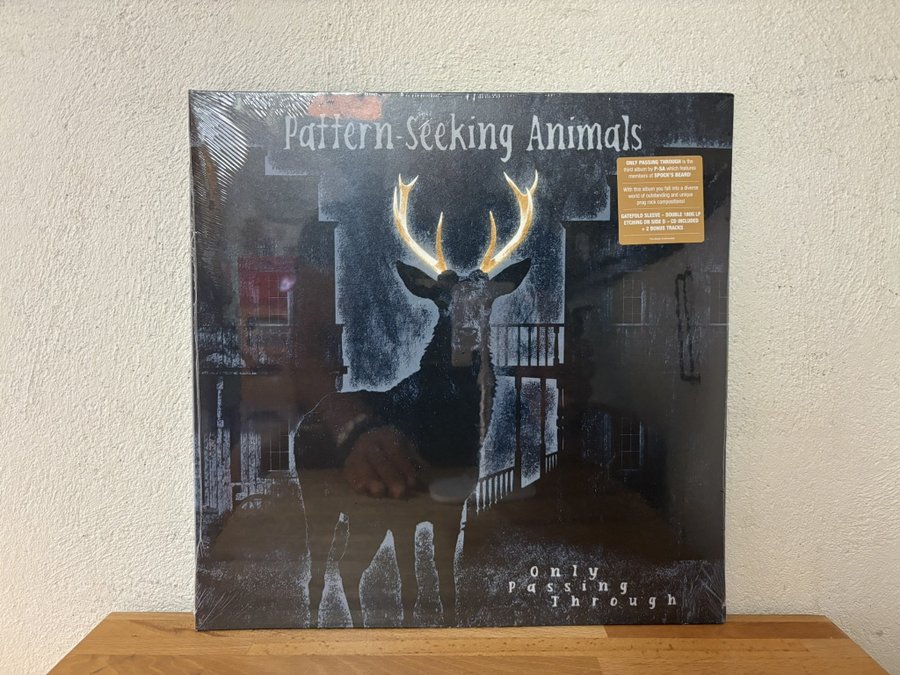 Pattern-Seeking Animals
ONLY PASSING THROUGH is the
third album by P-SA which features
members of SPOCK'S BEARD!
With this album you fall into a diverse
world of outstanding and unique
prog rock compositions!
GATEFOLD SLEEVE - DOUBLE 180G LP
ETCHING ON SIDE D - CD INCLUDED
+ 2 BONUS TRACKS
Only
Passing
Through